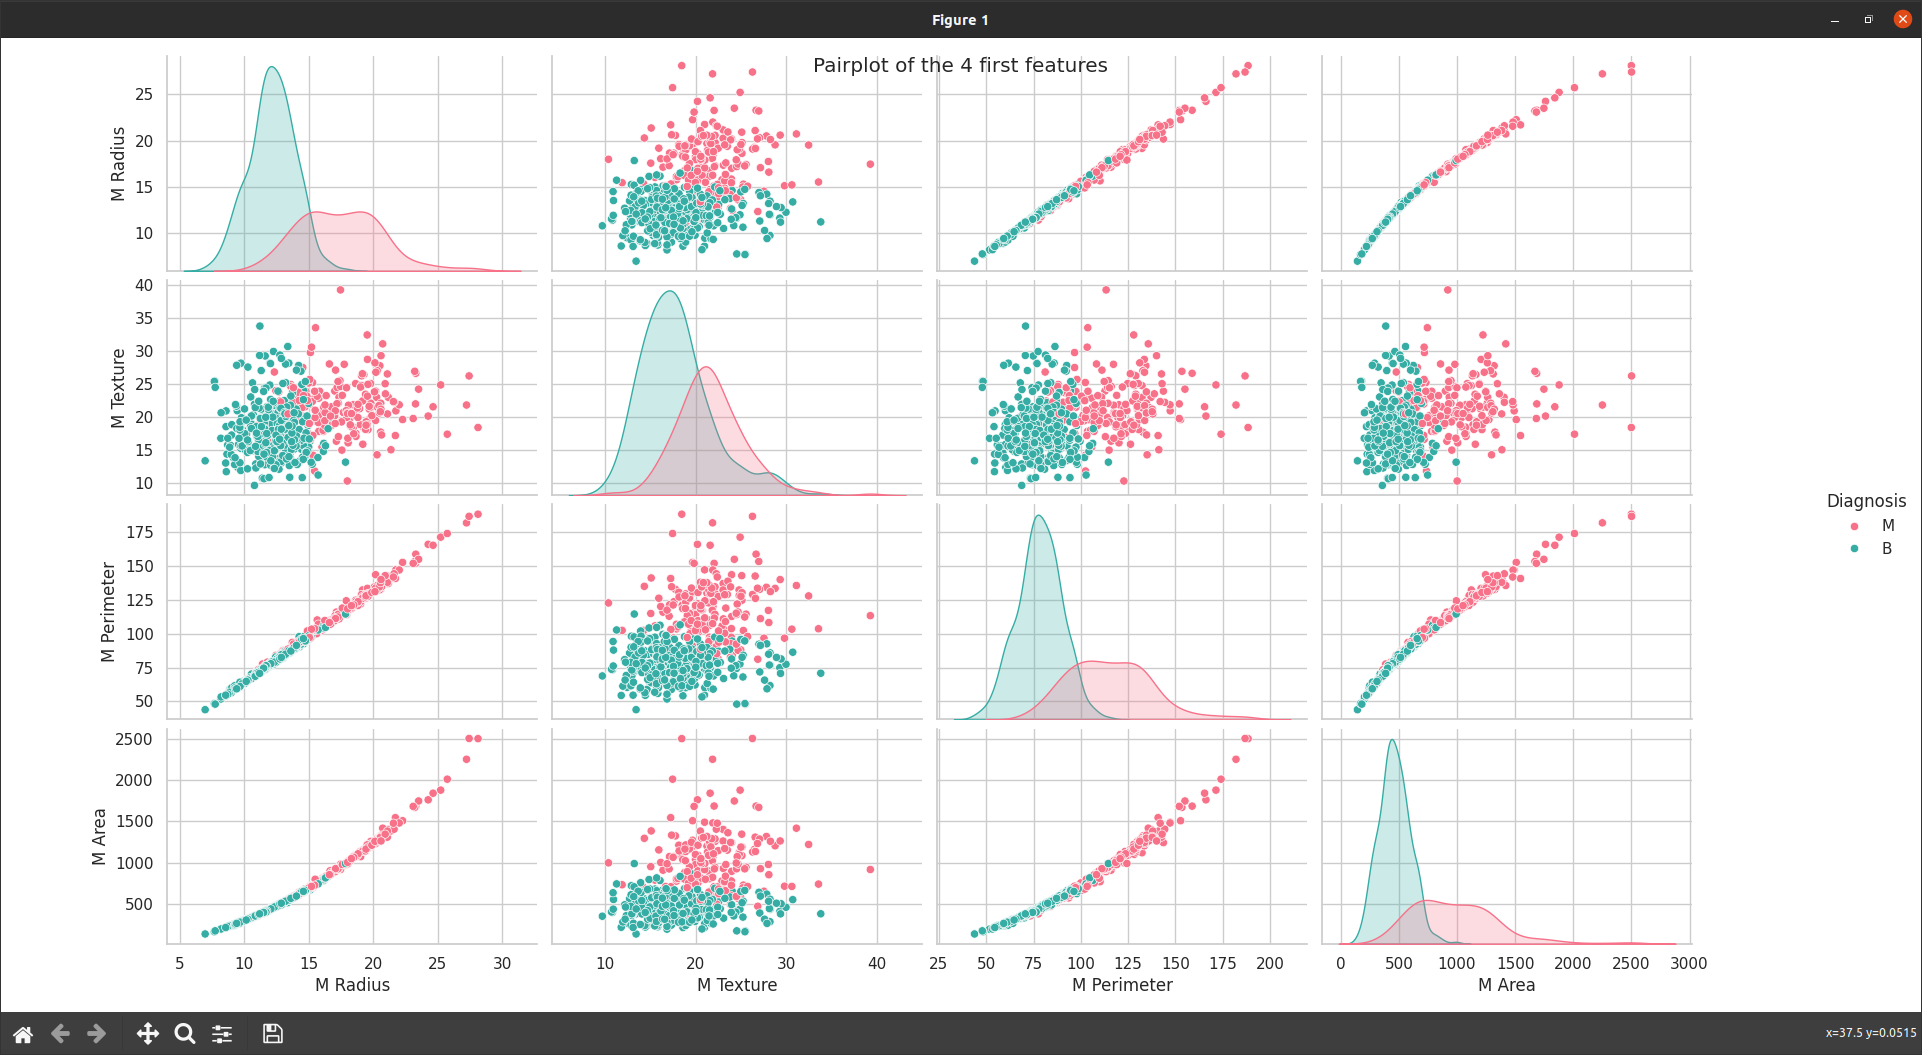 Figure 1
Pairplot of the 4 first features
M Radius
25
20
15
10
M Texture
40
35
30
25
20
15
10
M Perimeter
175
150
125
100
75
50
M Area
2500
2000
1500
1000
500
5 10 15 20 25 30
M Radius
10 20 30 40
M Texture
25 50 75 100 125 150 175 200
M Perimeter
0 500 1000 1500 2000 2500 3000
M Area
Diagnosis
M
B
x=37.5 y=0.0515